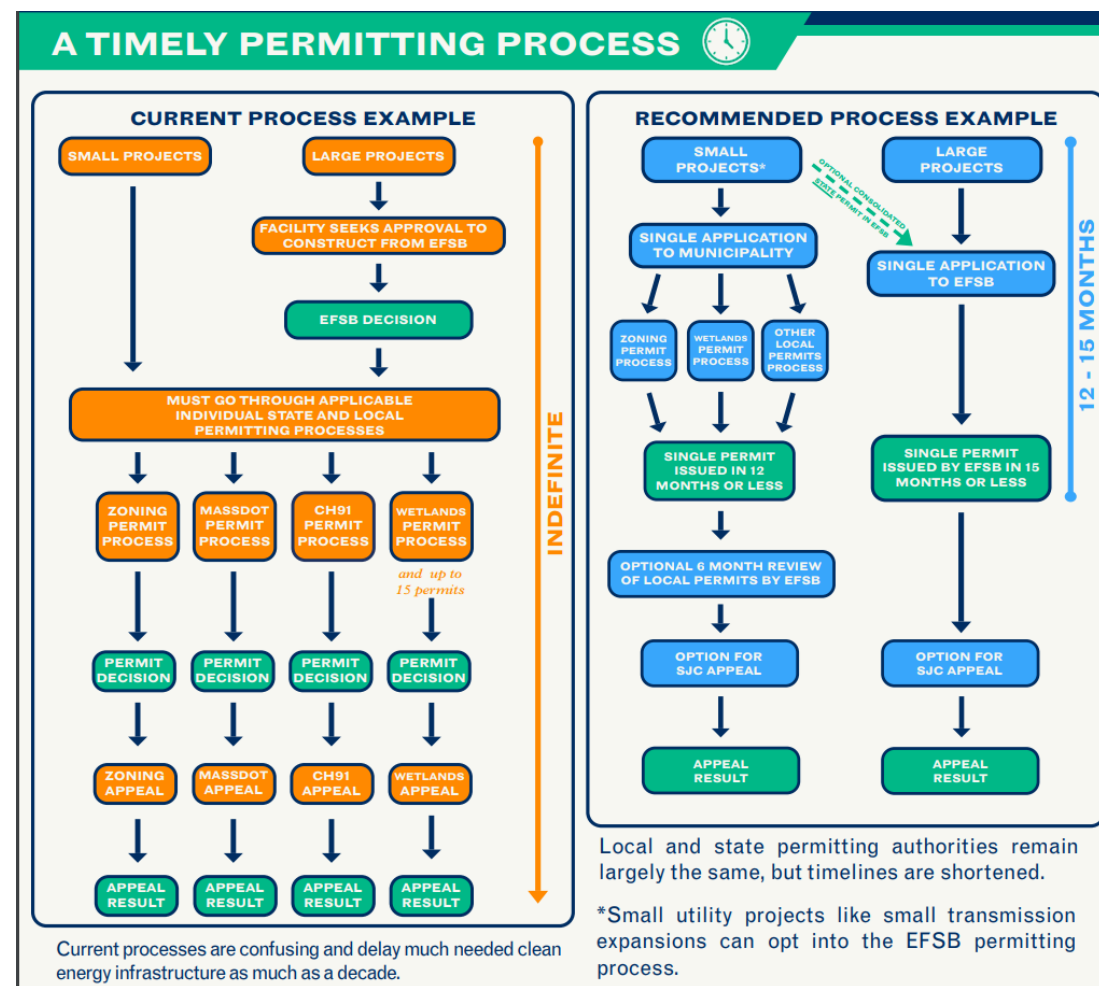 A TIMELY PERMITTING PROCESS
CURRENT PROCESS EXAMPLE
SMALL PROJECTS
LARGE PROJECTS
FACILITY SEEKS APPROVAL TO
CONSTRUCT FROM EFSB
EFSB DECISION
MUST GO THROUGH APPLICABLE
INDIVIDUAL STATE AND LOCAL
PERMITTING PROCESSES
ZONING
PERMIT
PROCESS
MASSDOT
PERMIT
PROCESS
CH91
PERMIT
PROCESS
WETLANDS
PERMIT
PROCESS
and up to
15 permits
PERMIT
DECISION
PERMIT
DECISION
PERMIT
DECISION
PERMIT
DECISION
ZONING
APPEAL
MASSDOT
APPEAL
CH91
APPEAL
WETLANDS
APPEAL
APPEAL
RESULT
APPEAL
RESULT
APPEAL
RESULT
APPEAL
RESULT
INDEFINITE
Current processes are confusing and delay much needed clean
energy infrastructure as much as a decade.
RECOMMENDED PROCESS EXAMPLE
SMALL
PROJECTS*
OPTIONAL CONSOLIDATED
STATE PERMIT IN EFSB
LARGE
PROJECTS
SINGLE APPLICATION
TO MUNICIPALITY
SINGLE APPLICATION
TO EFSB
ZONING
PERMIT
PROCESS
WETLANDS
PERMIT
PROCESS
OTHER
LOCAL
PERMITS
PROCESS
SINGLE PERMIT
ISSUED IN 12
MONTHS OR LESS
SINGLE PERMIT
ISSUED BY EFSB IN 15
MONTHS OR LESS
OPTIONAL 6 MONTH REVIEW
OF LOCAL PERMITS BY EFSB
OPTION FOR
SJC APPEAL
OPTION FOR
SJC APPEAL
APPEAL
RESULT
APPEAL
RESULT
12 - 15 MONTHS
Local and state permitting authorities remain
largely the same, but timelines are shortened.
*Small utility projects like small transmission
expansions can opt into the EFSB permitting
process.